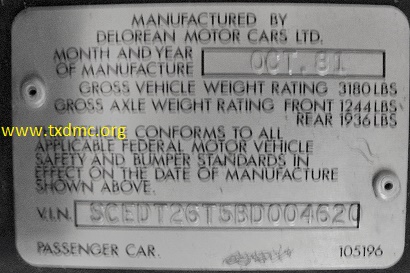 MANUFACTURED BY
DELOREAN MOTOR CARS LTD.
MONTH AND YEAR
OF MANUFACTURE OCT. 81
GROSS VEHICLE WEIGHT RATING 3180 LBS
GROSS AXLE WEIGHT RATING FRONT 1244 LBS
REAR 1936 LBS
www.txdmc.org
CONFORMS TO ALL
APPLICABLE FEDERAL MOTOR VEHICLE
SAFETY AND BUMPER STANDARDS IN
EFFECT ON THE DATE OF MANUFACTURE
SHOWN ABOVE.
V.I.N. SCEDT26T5BD004620
PASSENGER CAR. 105196